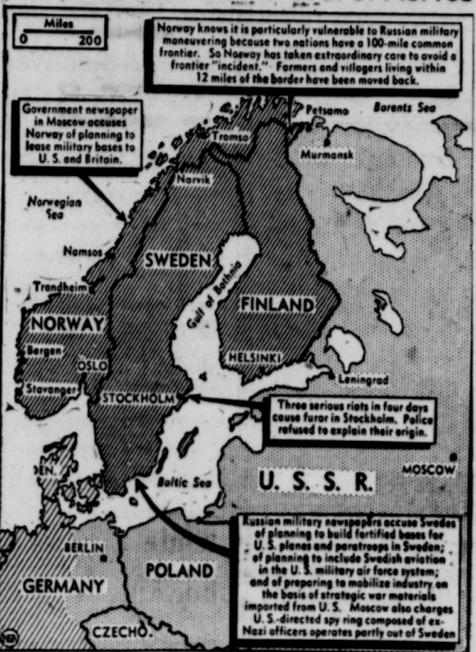 Miles
0 200
Norway knows it is particularly vulnerable to Russian military
maneuvering because two nations have a 100-mile common
frontier. So Norway has taken extraordinary care to avoid a
frontier "incident." Farmers and villagers living within
12 miles of the border have been moved back.
Government newspaper
in Moscow accuses
Norway of planning to
lease military bases to
U. S. and Britain.
Petsamo
Barents Sea
Tromso
Murmansk
Narvik
Norwegian
Sea
Namsos
SWEDEN
Gulf of Bothnia
Trondheim
FINLAND
NORWAY
Bergen
OSLO
HELSINKI
Stavanger
Leningrad
STOCKHOLM
Three serious riots in four days
cause furor in Stockholm. Police
refused to explain their origin.
DEN.
Baltic Sea
MOSCOW
U. S. S. R.
Russian military newspapers accuse Swedes
of planning to build fortified bases for
U. S. planes and paratroops in Sweden;
of planning to include Swedish aviation
in the U. S. military air force system;
and of preparing to mobilize industry on
the basis of strategic war materials
imported from U. S. Moscow also charges
U. S.-directed spy ring composed of ex-
Nazi officers operates partly out of Sweden
BERLIN
POLAND
GERMANY
CZECHO.